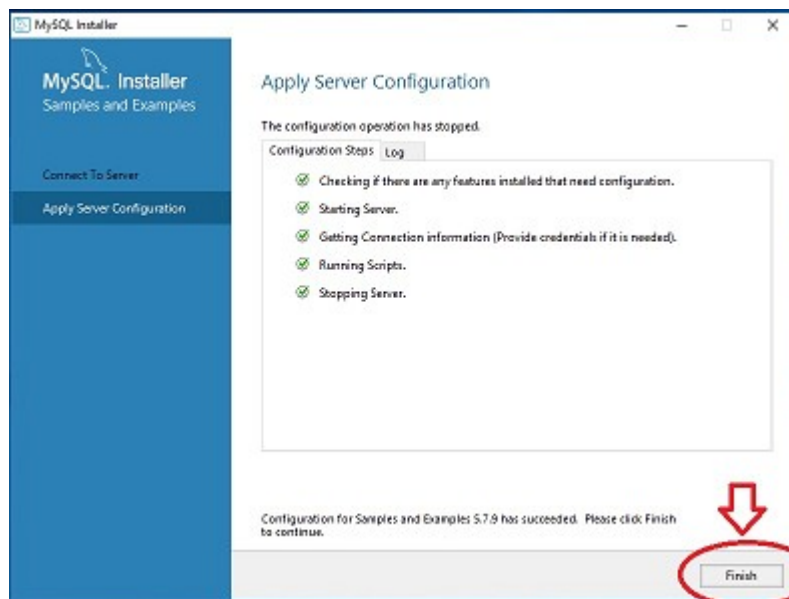 MySQL Installer
MySQL. Installer
Samples and Examples
Connect To Server
Apply Server Configuration
Apply Server Configuration
The configuration operation has stopped.
Configuration Steps Log
Checking if there are any features installed that need configuration.
Starting Server.
Getting Connection information (Provide credentials if it is needed).
Running Scripts.
Stopping Server.
Configuration for Samples and Examples 5.7.9 has succeeded. Please click Finish
to continue.
Finish